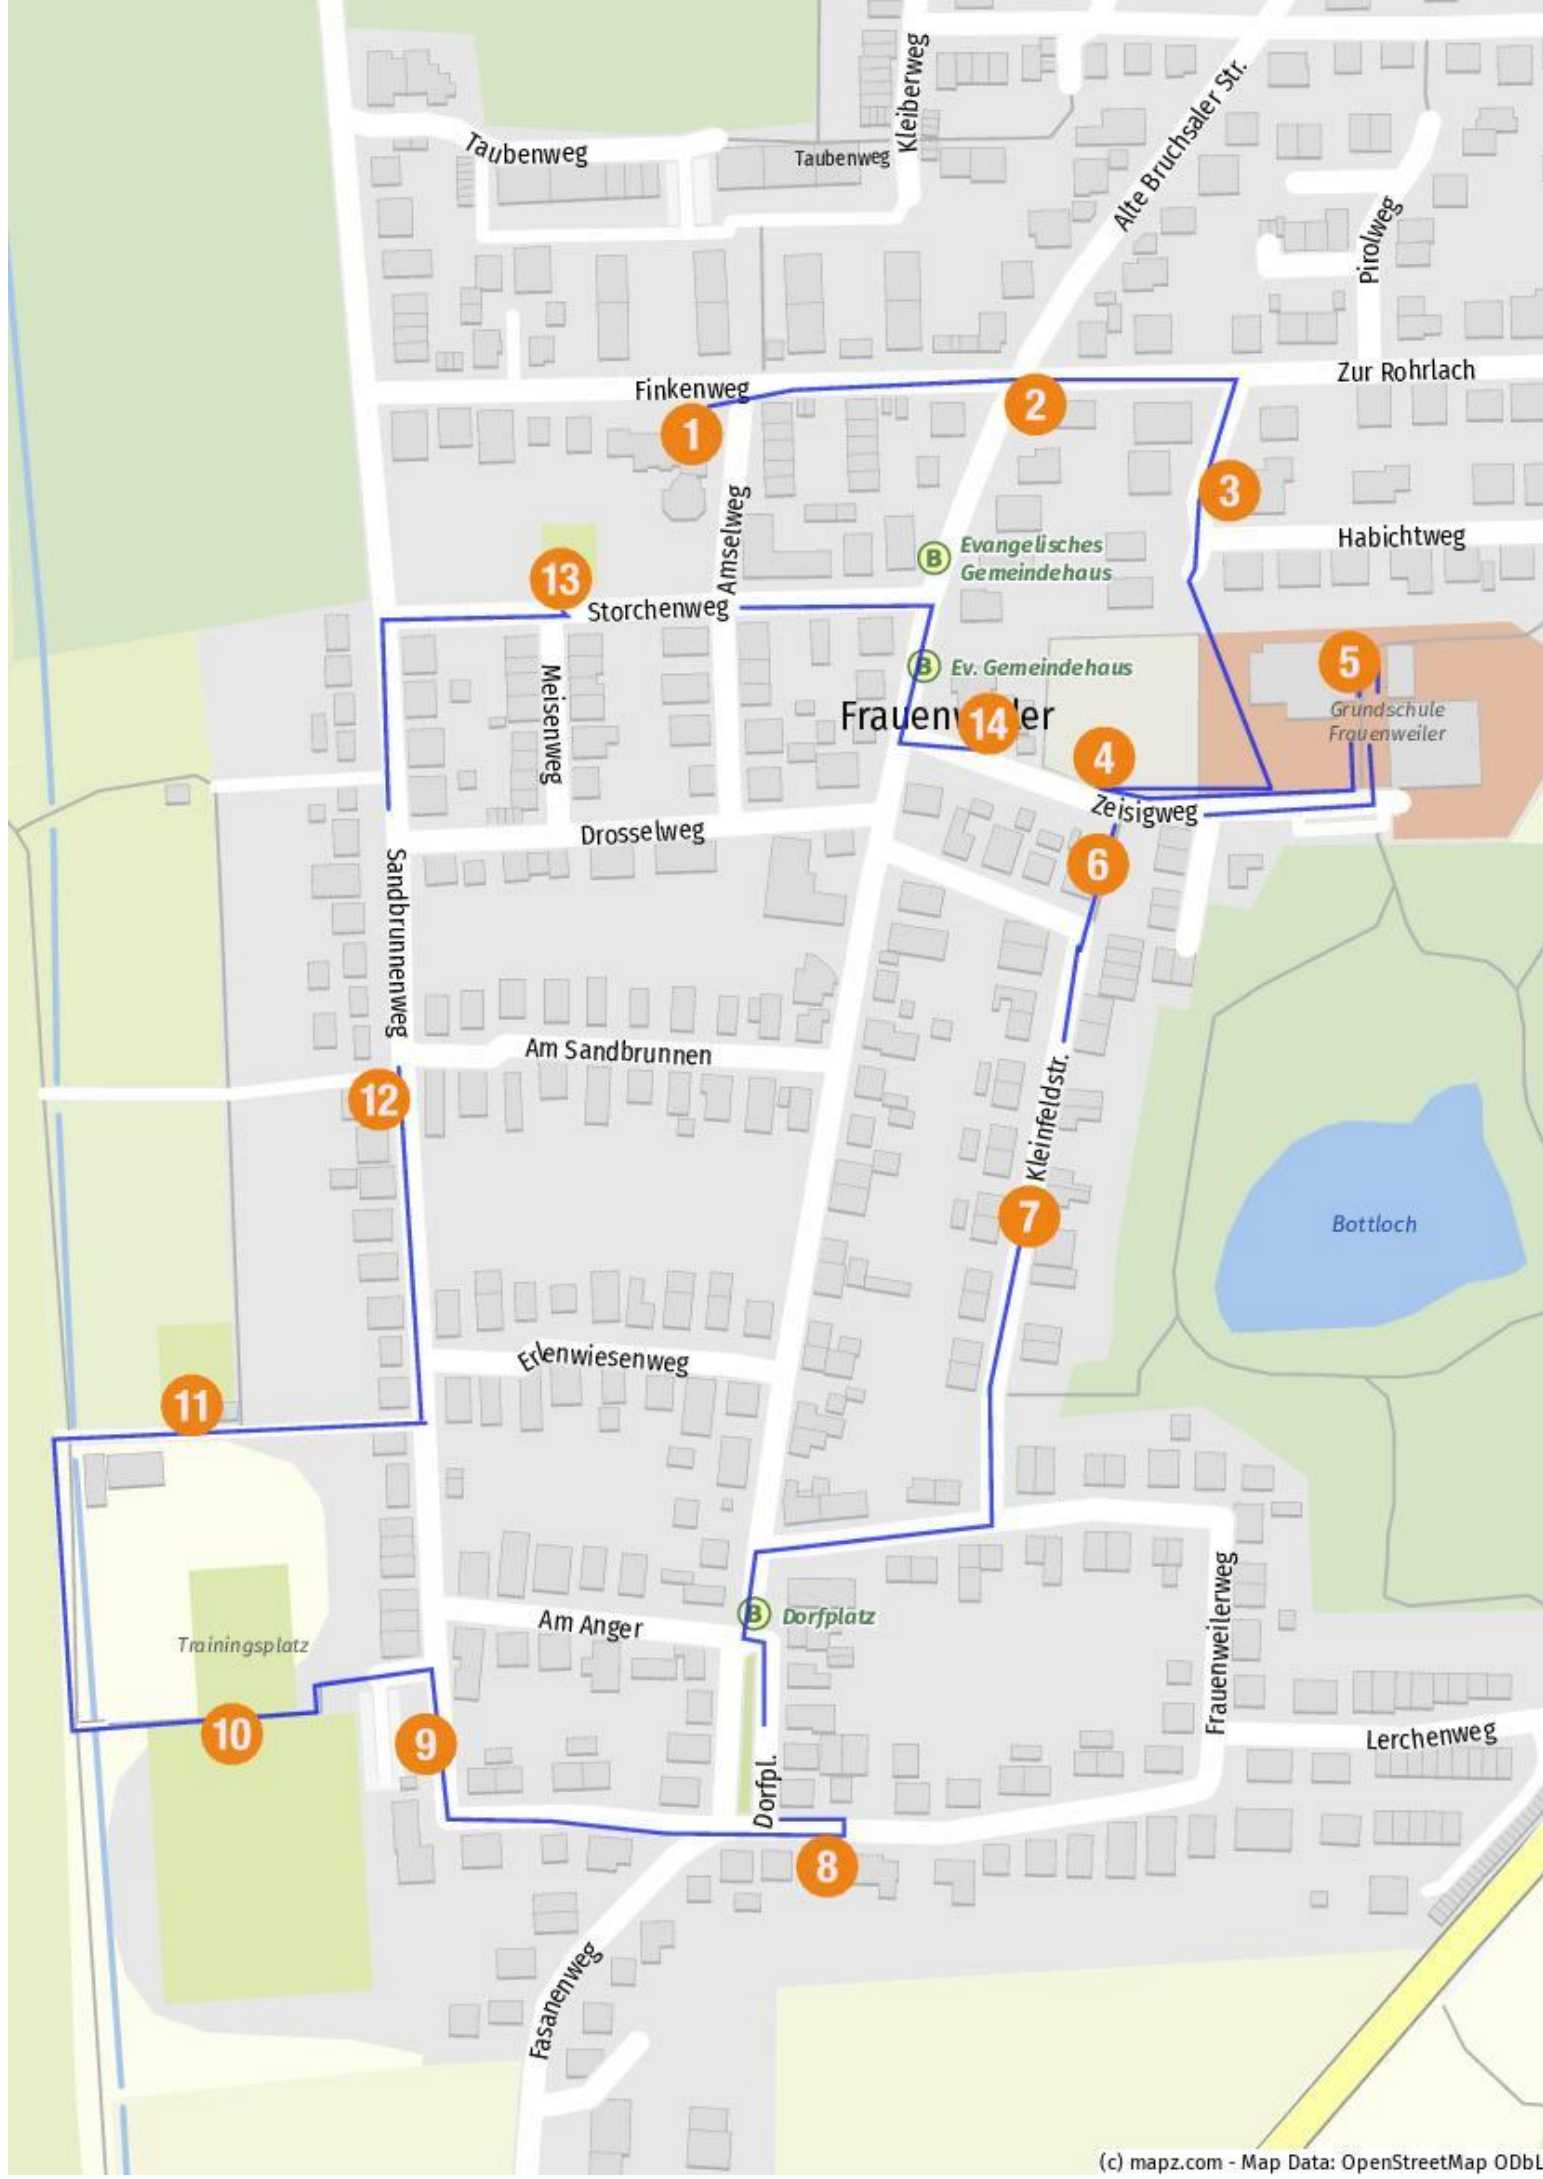 Kleiberweg
Alte Bruchsaler Str.
Taubenweg
Taubenweg
Pirolweg
Finkenweg
Zur Rohrlach
1
2
3
Amselweg
Habichtweg
B
Evangelisches
Gemeindehaus
13
Storchenweg
B
Ev. Gemeindehaus
5
Meisenweg
Frauenweiler
14
Grundschule
Frauenweiler
4
Zeisigweg
Drosselweg
6
Sandbrunnenweg
Am Sandbrunnen
12
Kleinfeldstr.
7
Bottloch
Erlenwiesenweg
11
Frauenweilerweg
B
Dorfplatz
Am Anger
Trainingsplatz
10
9
Lerchenweg
Dorfpl.
8
Fasanenweg
(c) mapz.com - Map Data: OpenStreetMap ODbL